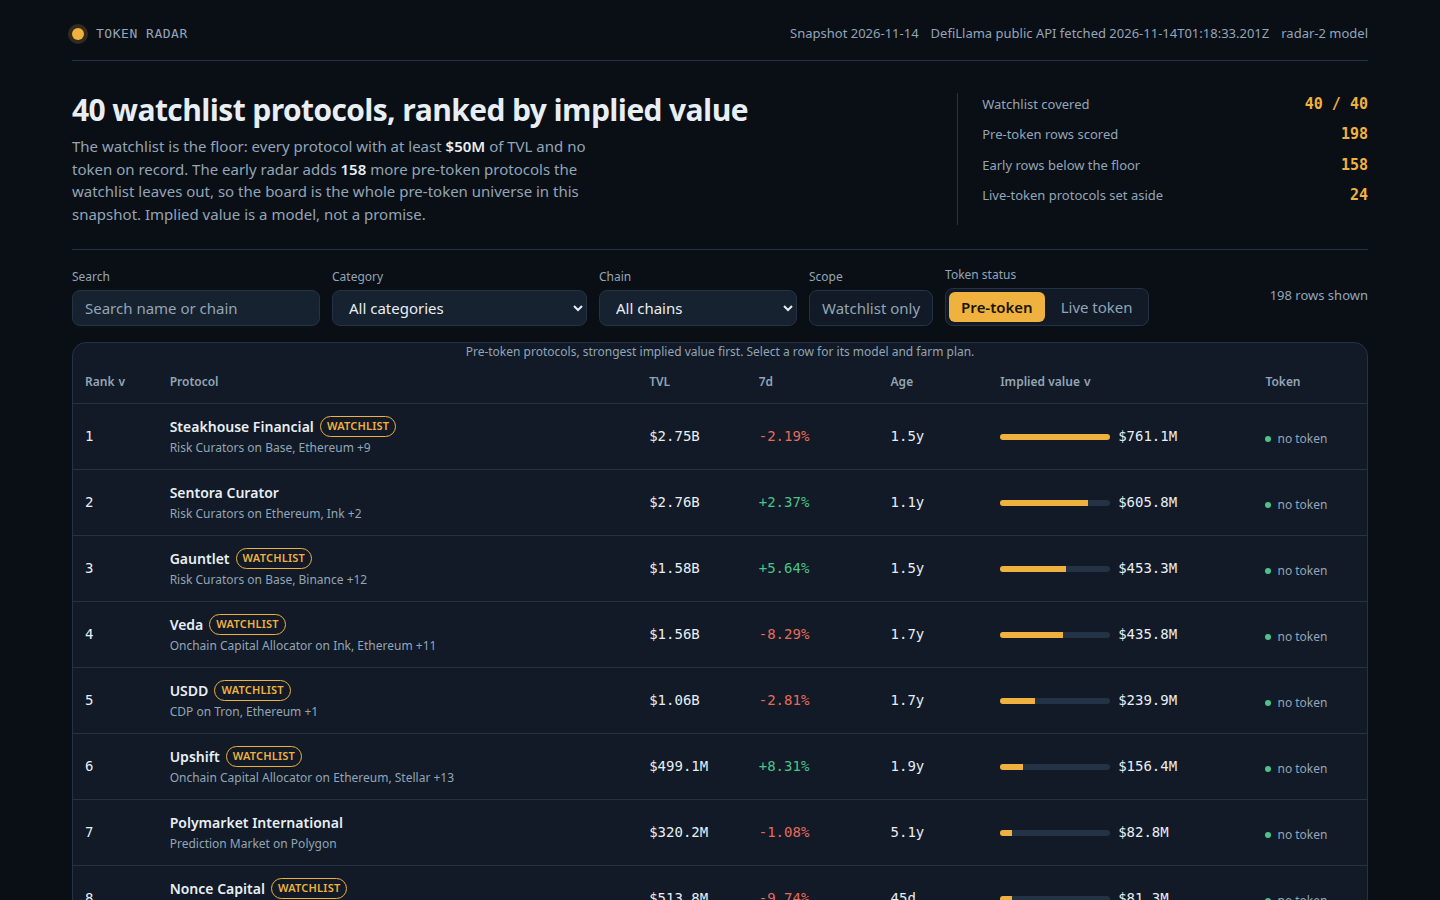 TOKEN RADAR
Snapshot 2026-11-14 DefiLlama public API fetched 2026-11-14T01:18:33.201Z radar-2 model
40 watchlist protocols, ranked by implied value
The watchlist is the floor: every protocol with at least $50M of TVL and no
token on record. The early radar adds 158 more pre-token protocols the
watchlist leaves out, so the board is the whole pre-token universe in this
snapshot. Implied value is a model, not a promise.
Watchlist covered 40 / 40
Pre-token rows scored 198
Early rows below the floor 158
Live-token protocols set aside 24
Search Category Chain Scope Token status
Search name or chain All categories All chains Watchlist only Pre-token Live token 198 rows shown
Pre-token protocols, strongest implied value first. Select a row for its model and farm plan.
Rank v Protocol TVL 7d Age Implied value v Token
1 Steakhouse Financial WATCHLIST $2.75B -2.19% 1.5y $761.1M no token
Risk Curators on Base, Ethereum +9
2 Sentora Curator $2.76B +2.37% 1.1y $605.8M no token
Risk Curators on Ethereum, Ink +2
3 Gauntlet WATCHLIST $1.58B +5.64% 1.5y $453.3M no token
Risk Curators on Base, Binance +12
4 Veda WATCHLIST $1.56B -8.29% 1.7y $435.8M no token
Onchain Capital Allocator on Ink, Ethereum +11
5 USDD WATCHLIST $1.06B -2.81% 1.7y $239.9M no token
CDP on Tron, Ethereum +1
6 Upshift WATCHLIST $499.1M +8.31% 1.9y $156.4M no token
Onchain Capital Allocator on Ethereum, Stellar +13
7 Polymarket International $320.2M -1.08% 5.1y $82.8M no token
Prediction Market on Polygon
8 Nonce Capital WATCHLIST $513.8M -9.74% 45d $81.3M no token